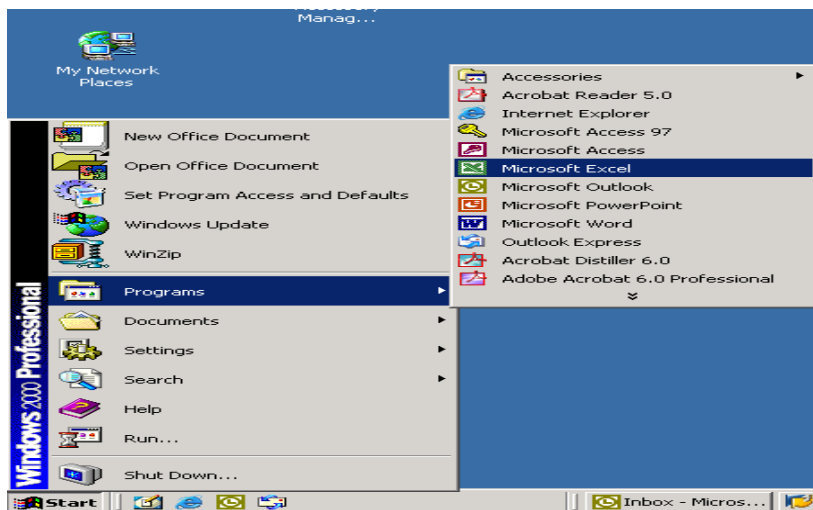 Manag...
My Network
Places
New Office Document
Open Office Document
Set Program Access and Defaults
Windows Update
WinZip
Programs
Documents
Settings
Search
Help
Run...
Shut Down...
Windows 2000 Professional
Accessories
Acrobat Reader 5.0
Internet Explorer
Microsoft Access 97
Microsoft Access
Microsoft Excel
Microsoft Outlook
Microsoft PowerPoint
Microsoft Word
Outlook Express
Acrobat Distiller 6.0
Adobe Acrobat 6.0 Professional
Start
Inbox - Micros...